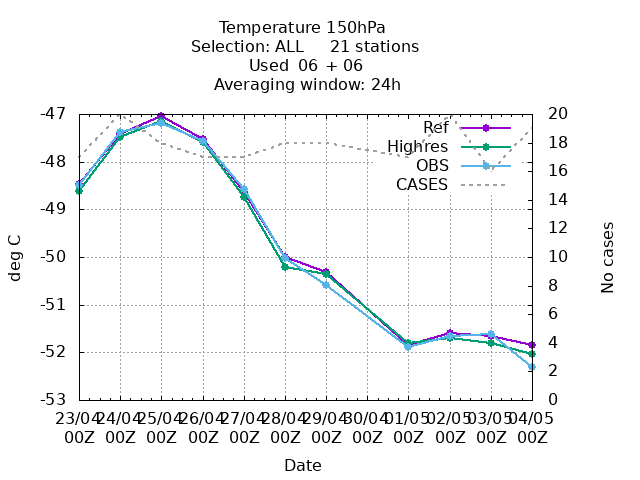 Temperature 150hPa
Selection: ALL     21 stations
Used  06 + 06
Averaging window: 24h
-47
-48
-49
-50
-51
-52
-53
20
18
16
14
12
10
8
6
4
2
0
Ref
Highres
OBS
CASES
deg C
No cases
23/04 24/04 25/04 26/04 27/04 28/04 29/04 30/04 01/05 02/05 03/05 04/05
00Z 00Z 00Z 00Z 00Z 00Z 00Z 00Z 00Z 00Z 00Z 00Z
Date